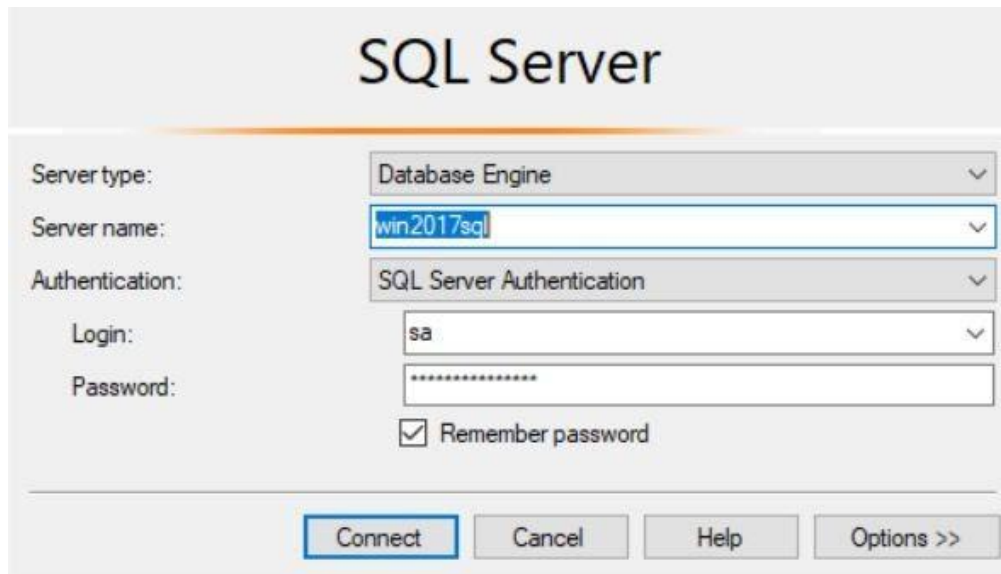 SQL Server
Server type: Database Engine
Server name: win2017sql
Authentication: SQL Server Authentication
Login: sa
Password: ***************
Remember password
Connect Cancel Help Options >>